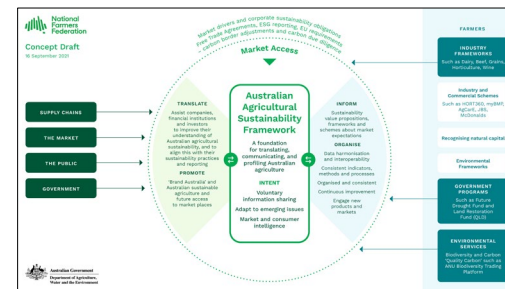 National
Farmers
Federation
Concept Draft
16 September 2021
Market drivers and corporate sustainability obligations
Free Trade Agreements, ESG reporting, EU requirements
– carbon border adjustments and carbon due diligence
Market Access
SUPPLY CHAINS
THE MARKET
THE PUBLIC
GOVERNMENT
TRANSLATE
Assist companies,
financial institutions
and investors
to improve their
understanding of
Australian agricultural
sustainability, and to
align this with their
sustainability practices
and reporting
PROMOTE
'Brand Australia' and
Australian sustainable
agriculture and
future access
to market places
Australian
Agricultural
Sustainability
Framework
A foundation
for translating,
communicating, and
profiling Australian
agriculture
INTENT
Voluntary
information sharing
Adapt to emerging issues
Market and consumer
intelligence
INFORM
Sustainability
value propositions,
frameworks and
schemes about market
expectations
ORGANISE
Data harmonisation
and interoperability
Consistent indicators,
methods and processes
Organised and consistent
Continuous improvement
Engage new
products and
markets
FARMERS
INDUSTRY
FRAMEWORKS
Such as Dairy, Beef, Grains,
Horticulture, Wine
Industry and
Commercial Schemes
Such as HORT360, myBMP,
AgCarE, JBS,
McDonalds
Recognising natural capital
Environmental
Frameworks
GOVERNMENT
PROGRAMS
Such as Future
Drought Fund and
Land Restoration
Fund (QLD)
ENVIRONMENTAL
SERVICES
Biodiversity and Carbon
'Quality Carbon' such as
ANU Biodiversity Trading
Platform
Australian Government
Department of Agriculture,
Water and the Environment